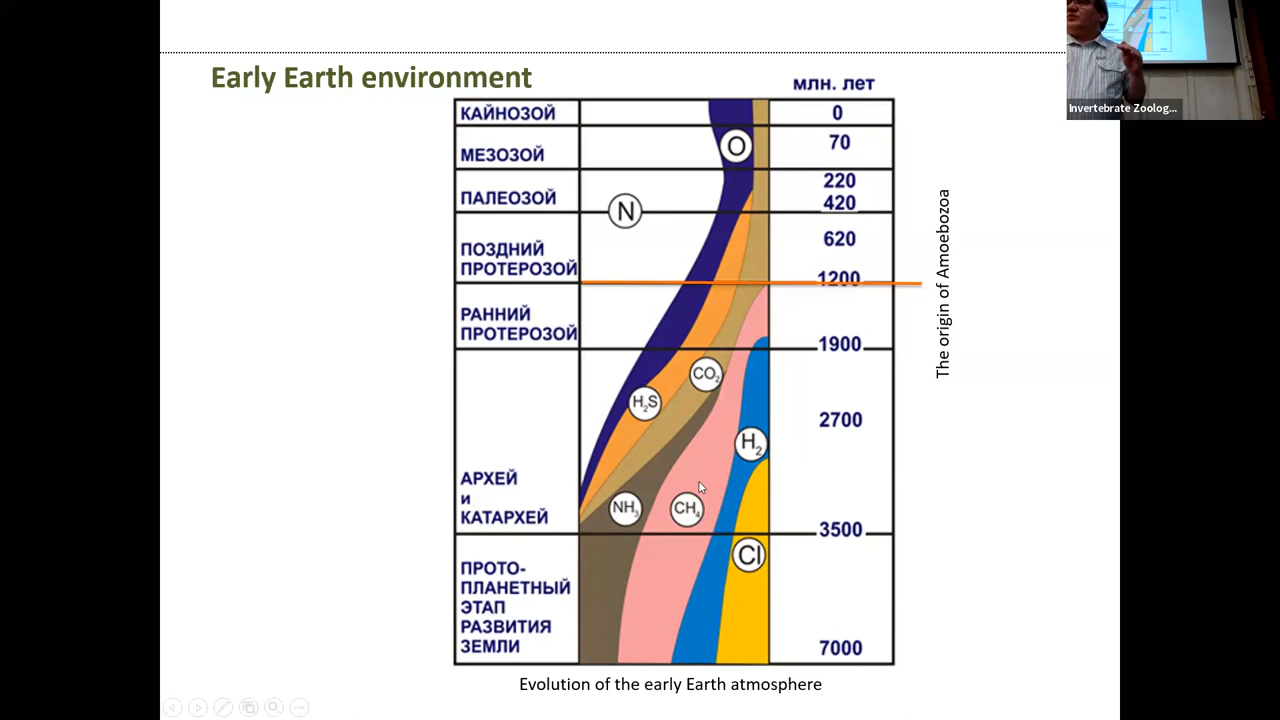 Early Earth environment
млн. лет
КАЙНОЗОЙ
0
МЕЗОЗОЙ
O
70
ПАЛЕОЗОЙ
N
220
420
ПОЗДНИЙ
ПРОТЕРОЗОЙ
620
1200
РАННИЙ
ПРОТЕРОЗОЙ
1900
CO₂
H₂S
2700
H₂
АРХЕЙ
и
КАТАРХЕЙ
NH₃
CH₄
3500
Cl
ПРОТО-
ПЛАНЕТНЫЙ
ЭТАП
РАЗВИТИЯ
ЗЕМЛИ
7000
The origin of Amoebozoa
Evolution of the early Earth atmosphere
Invertebrate Zoolog...